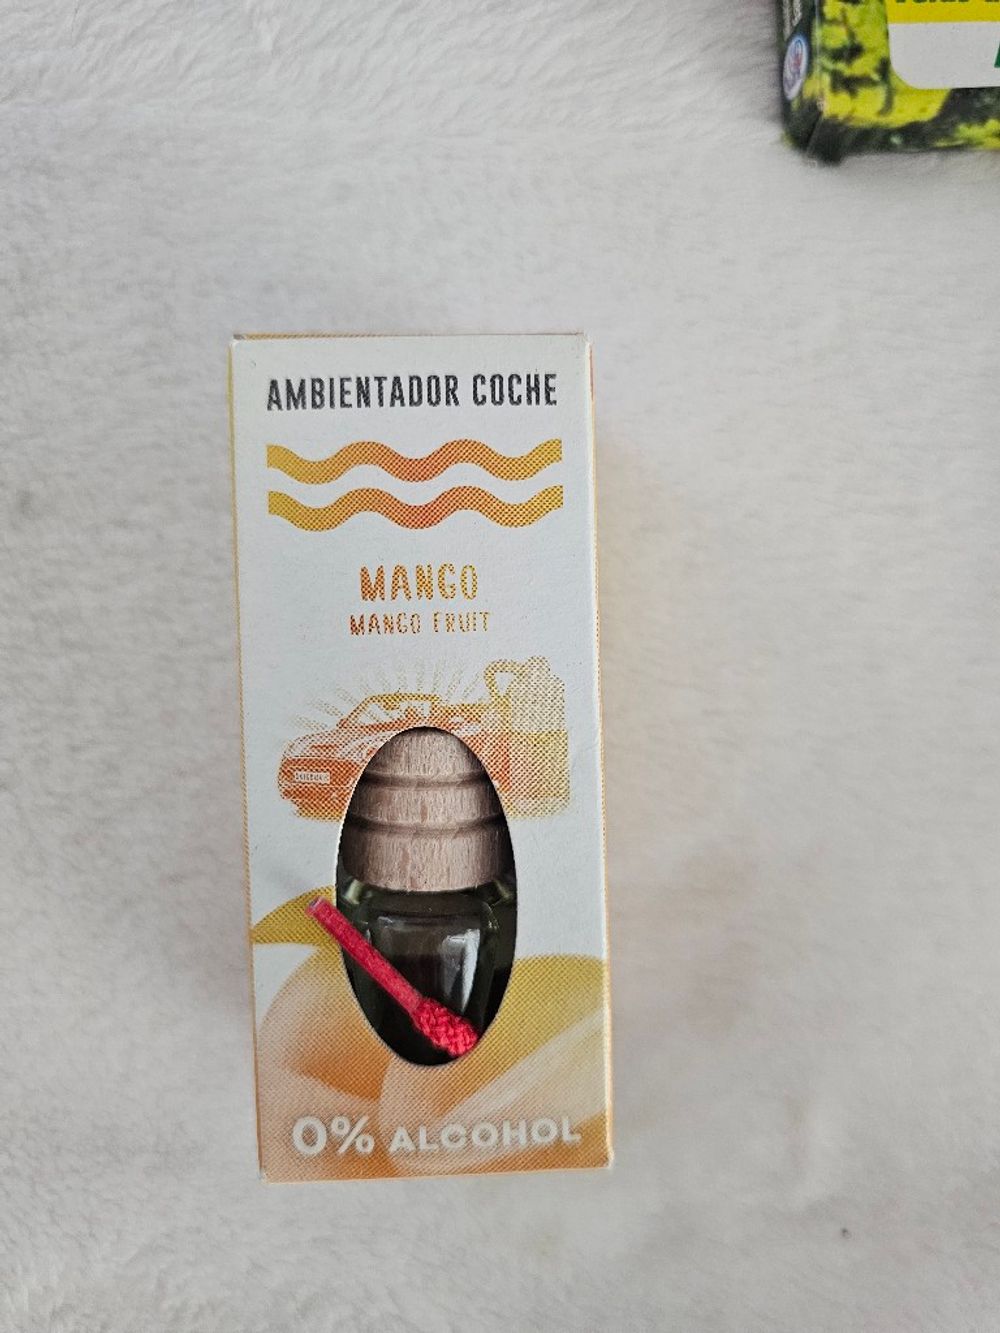 AMBIENTADOR COCHE
MANGO
MANGO FRUIT
0% ALCOHOL